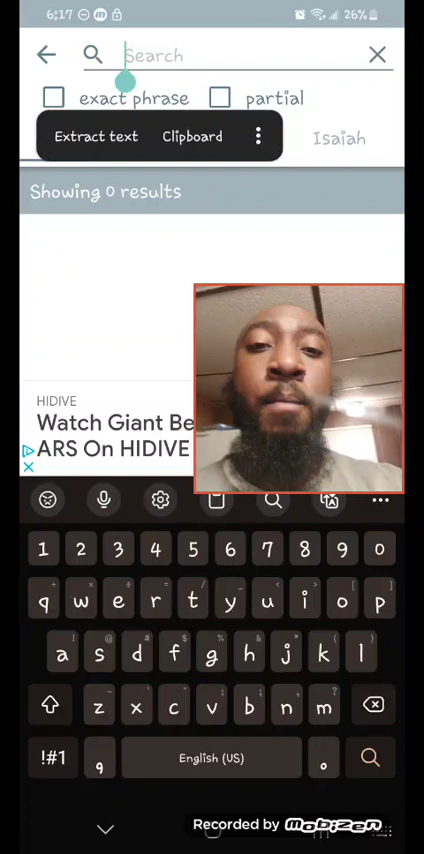 6:17 26%
Search
exact phrase partial
Extract text Clipboard
Isaiah
Showing 0 results
HIDIVE
Watch Giant Be
ARS On HIDIVE
1 2 3 4 5 6 7 8 9 0
q w e r t y u i o p
a s d f g h j k l
z x c v b n m
!#1 , English (US) .
Recorded by mobizen